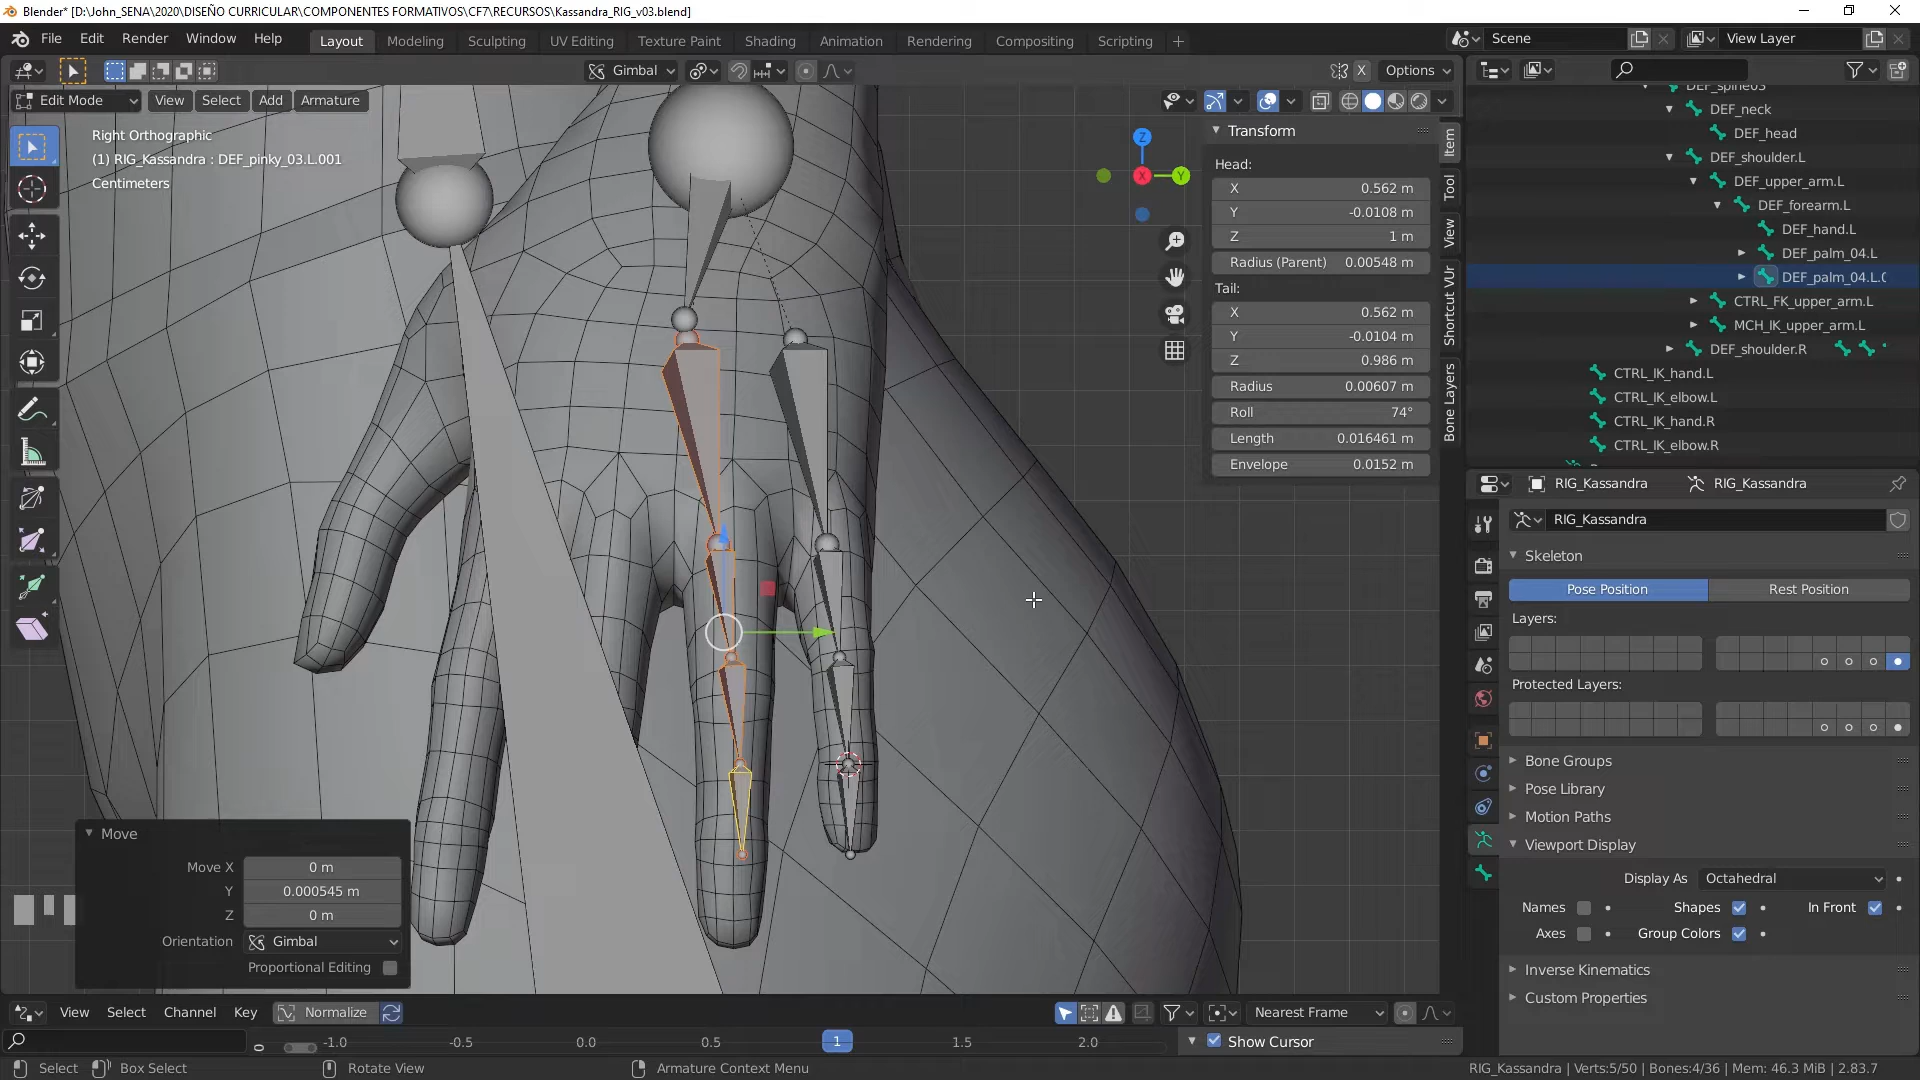 Blender* [D:\John_SENA\2020\DISEÑO CURRICULAR\COMPONENTES FORMATIVOS\CF7\RECURSOS\Kassandra_RIG_v03.blend]
File Edit Render Window Help Layout Modeling Sculpting UV Editing Texture Paint Shading Animation Rendering Compositing Scripting + Scene View Layer
Gimbal X Options
Edit Mode View Select Add Armature
Right Orthographic
(1) RIG_Kassandra : DEF_pinky_03.L.001
Centimeters
Z
X
Y
Transform
Head:
X 0.562 m
Y -0.0108 m
Z 1 m
Radius (Parent) 0.00548 m
Tail:
X 0.562 m
Y -0.0104 m
Z 0.986 m
Radius 0.00607 m
Roll 74°
Length 0.016461 m
Envelope 0.0152 m
Item
Tool
View
Shortcut VUr
Bone Layers
DEF_spine03
DEF_neck
DEF_head
DEF_shoulder.L
DEF_upper_arm.L
DEF_forearm.L
DEF_hand.L
DEF_palm_04.L
DEF_palm_04.L.0
CTRL_FK_upper_arm.L
MCH_IK_upper_arm.L
DEF_shoulder.R
CTRL_IK_hand.L
CTRL_IK_elbow.L
CTRL_IK_hand.R
CTRL_IK_elbow.R
RIG_Kassandra RIG_Kassandra
RIG_Kassandra
Skeleton
Pose Position Rest Position
Layers:
Protected Layers:
Bone Groups
Pose Library
Motion Paths
Viewport Display
Display As Octahedral
Names Shapes In Front
Axes Group Colors
Inverse Kinematics
Custom Properties
Move
Move X 0 m
Y 0.000545 m
Z 0 m
Orientation Gimbal
Proportional Editing
View Select Channel Key Normalize Nearest Frame
-1.0 -0.5 0.0 0.5 1 1.5 2.0 Show Cursor
Select Box Select Rotate View Armature Context Menu RIG_Kassandra | Verts:5/50 | Bones:4/36 | Mem: 46.3 MiB | 2.83.7